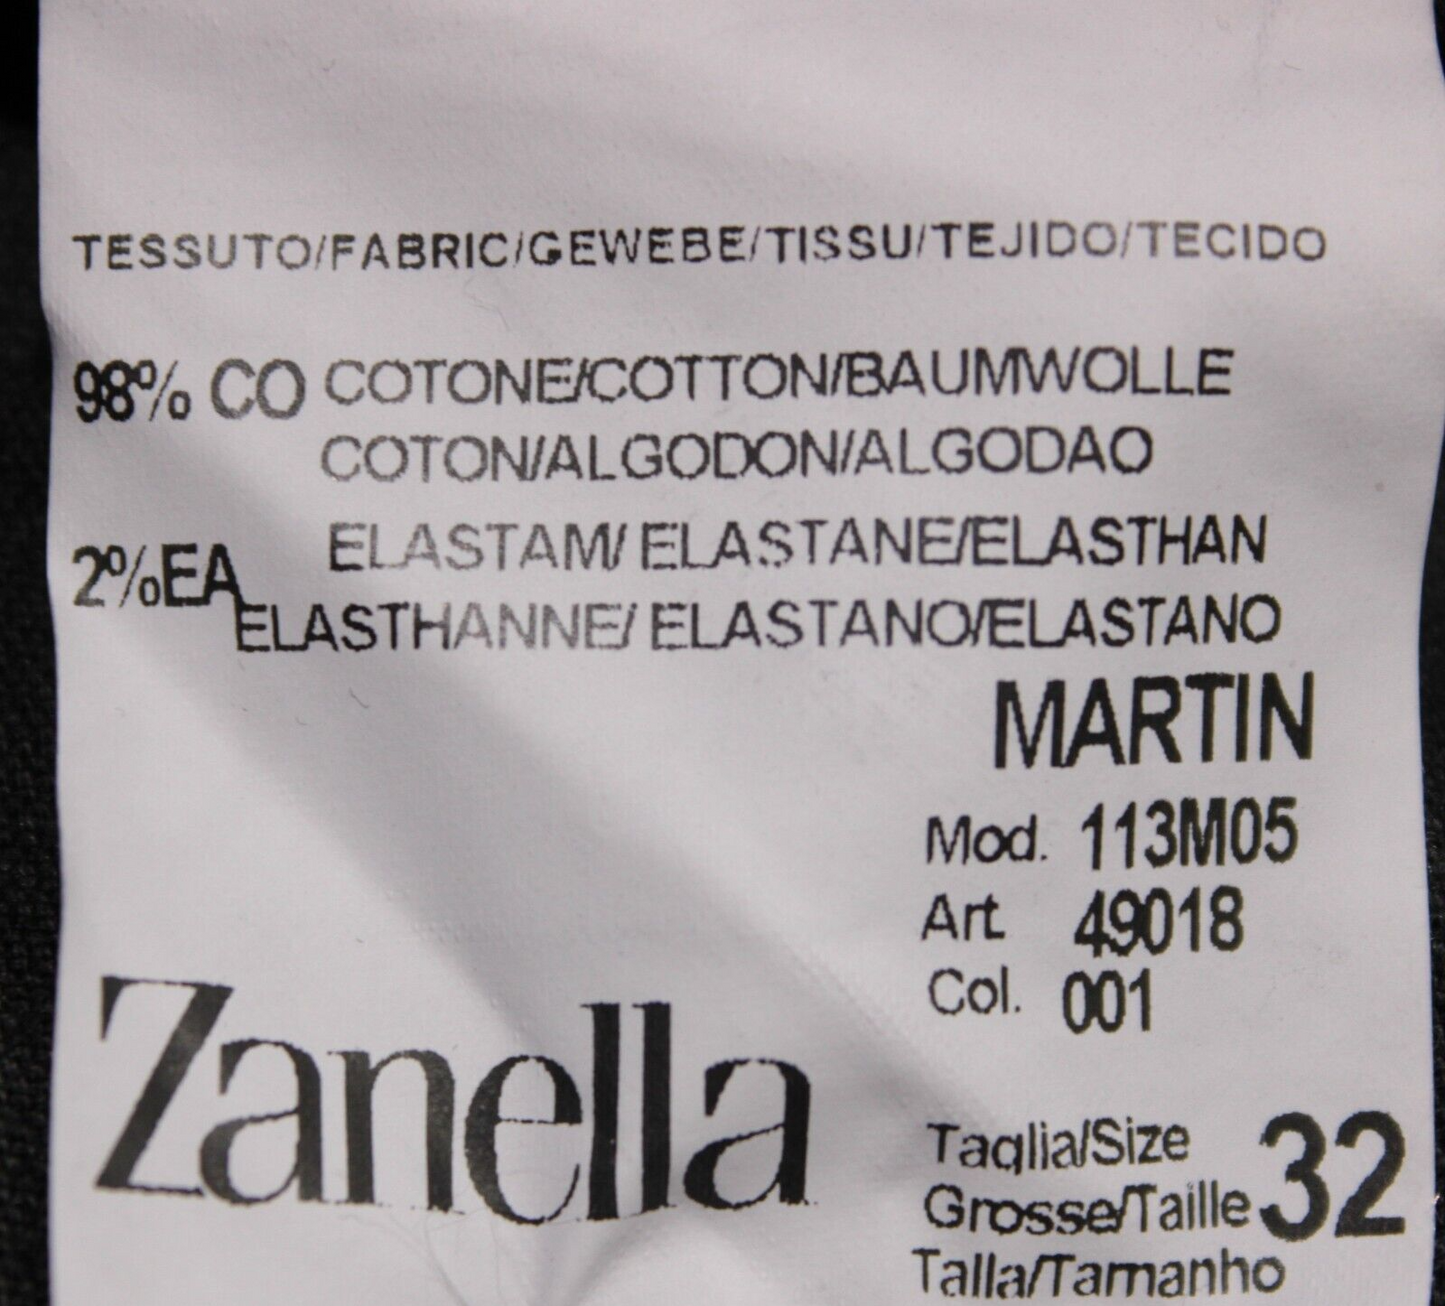 TESSUTO/FABRIC/GEWEBE/TISSU/TEJIDO/TECIDO
98% CO COTONE/COTTON/BAUMWOLLE
COTON/ALGODON/ALGODAO
2%EA ELASTAM/ ELASTANE/ELASTHAN
ELASTHANNE/ ELASTANO/ELASTANO
MARTIN
Mod. 113M05
Art. 49018
Col. 001
Zanella
Taglia/Size 32
Grosse/Taille
Talla/Tamanho